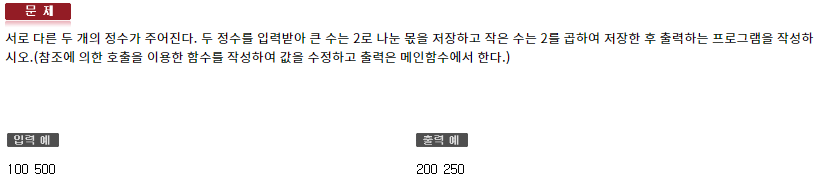 문 제
서로 다른 두 개의 정수가 주어진다. 두 정수를 입력받아 큰 수는 2로 나눈 몫을 저장하고 작은 수는 2를 곱하여 저장한 후 출력하는 프로그램을 작성하
시오.(참조에 의한 호출을 이용한 함수를 작성하여 값을 수정하고 출력은 메인함수에서 한다.)
입력 예
출력 예
100 500
200 250